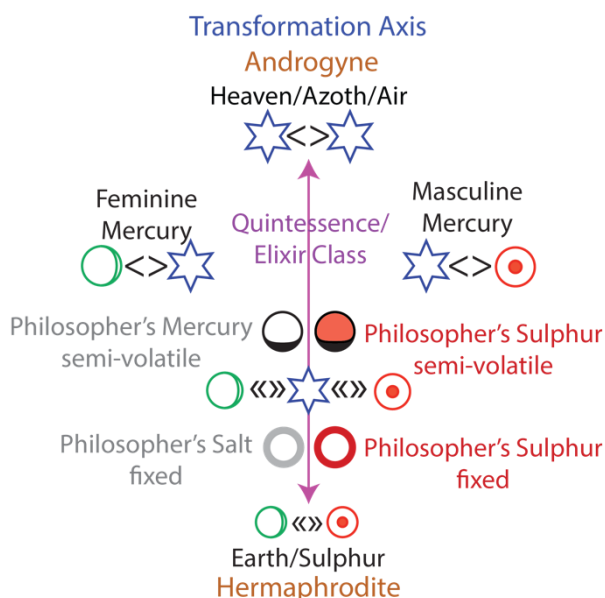 Transformation Axis
Androgyne
Heaven/Azoth/Air
<>
Feminine
Mercury
<>
Quintessence/
Elixir Class
Masculine
Mercury
<>
Philosopher's Mercury
semi-volatile
Philosopher's Sulphur
semi-volatile
«» «»
Philosopher's Salt
fixed
Philosopher's Sulphur
fixed
«»
Earth/Sulphur
Hermaphrodite